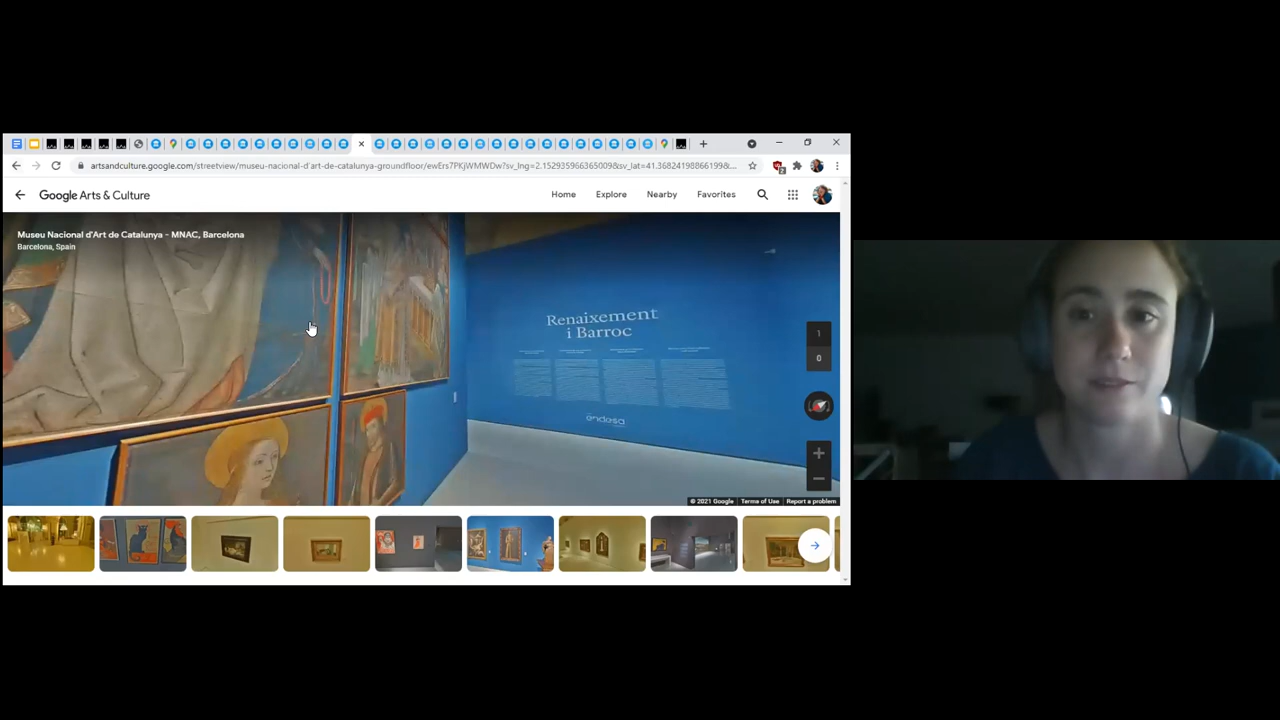 artsandculture.google.com/streetview/museu-nacional-d'art-de-catalunya-groundfloor/ewErs7PKjWMWDw?sv_lng=2.152935966365009&sv_lat=41.36824198866199&...
Google Arts & Culture
Home
Explore
Nearby
Favorites
Museu Nacional d'Art de Catalunya - MNAC, Barcelona
Barcelona, Spain
Renaixement
i Barroc
endesa
1
0
© 2021 Google
Terms of Use
Report a problem